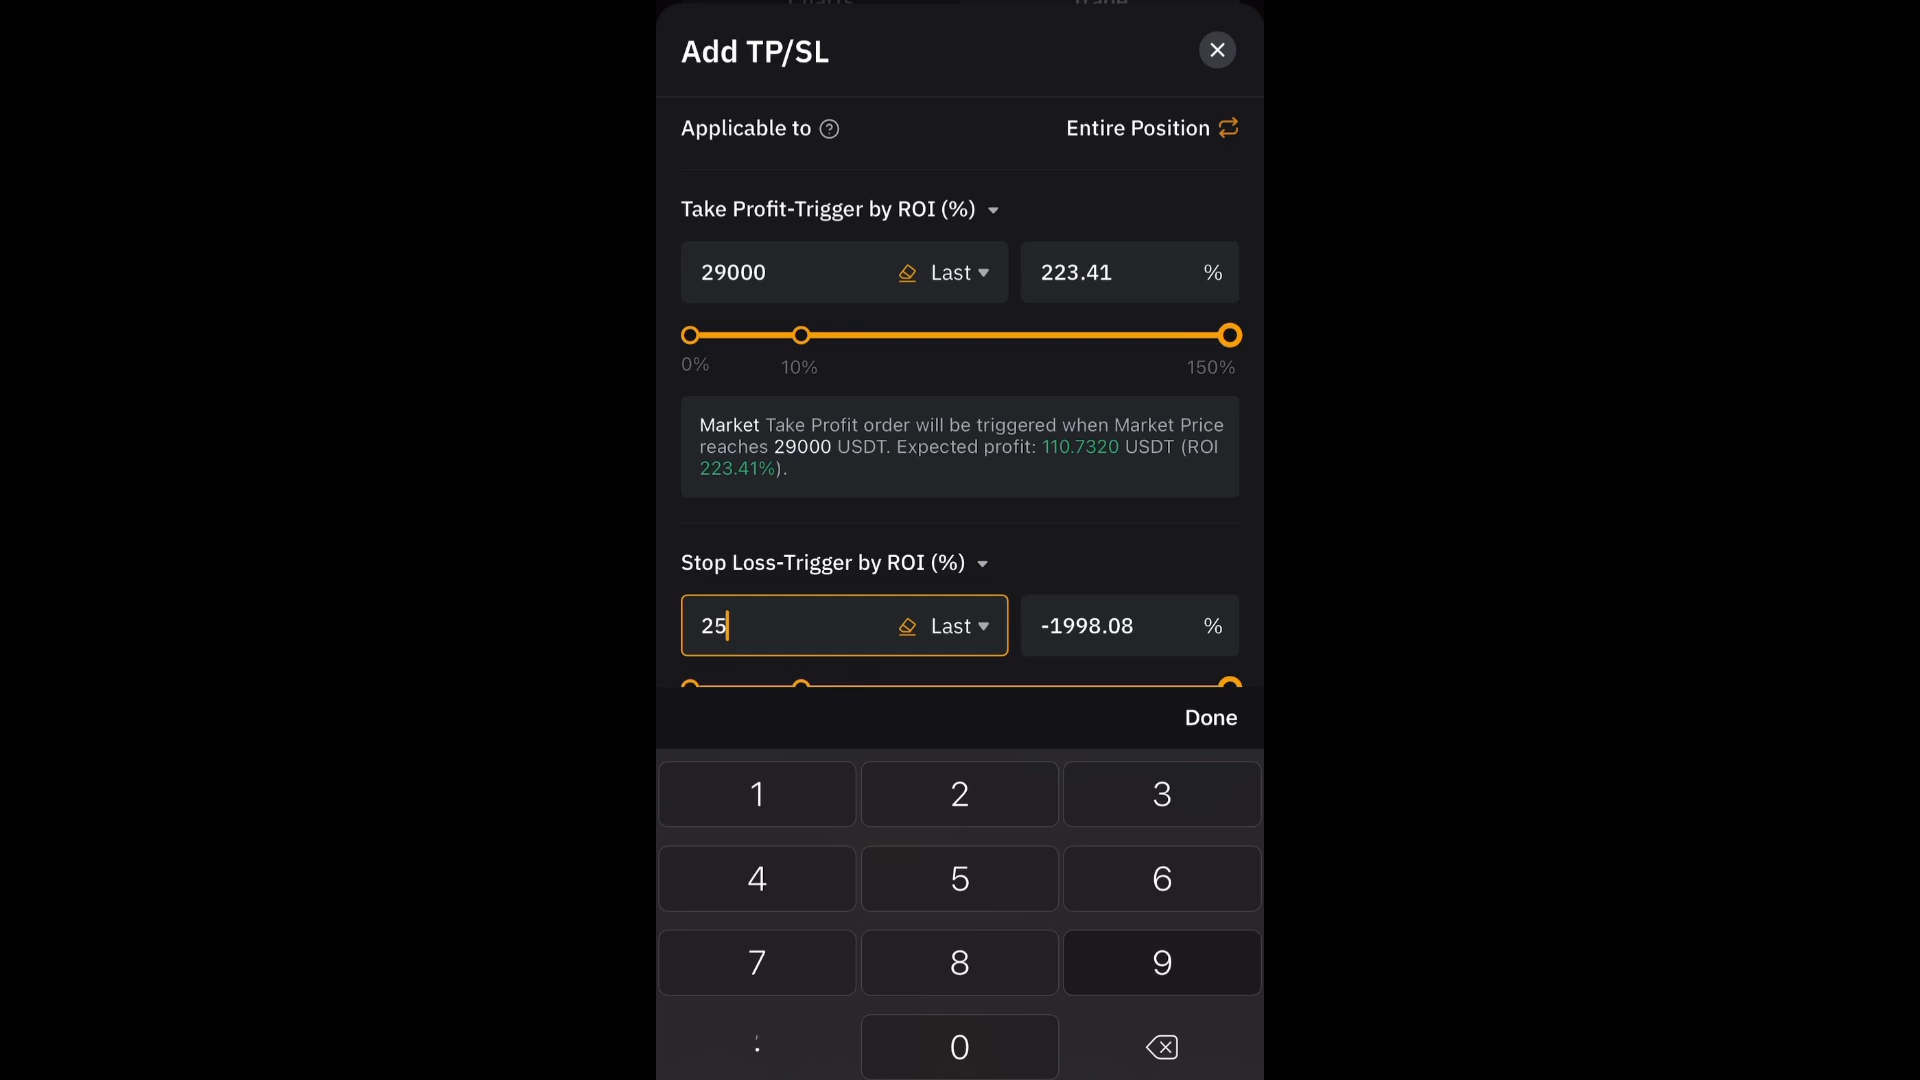 Charts Trade
Add TP/SL
Applicable to ? Entire Position
Take Profit-Trigger by ROI (%)
29000 Last 223.41 %
0% 10% 150%
Market Take Profit order will be triggered when Market Price
reaches 29000 USDT. Expected profit: 110.7320 USDT (ROI
223.41%).
Stop Loss-Trigger by ROI (%)
25 Last -1998.08 %
Done
1 2 3
4 5 6
7 8 9
. 0